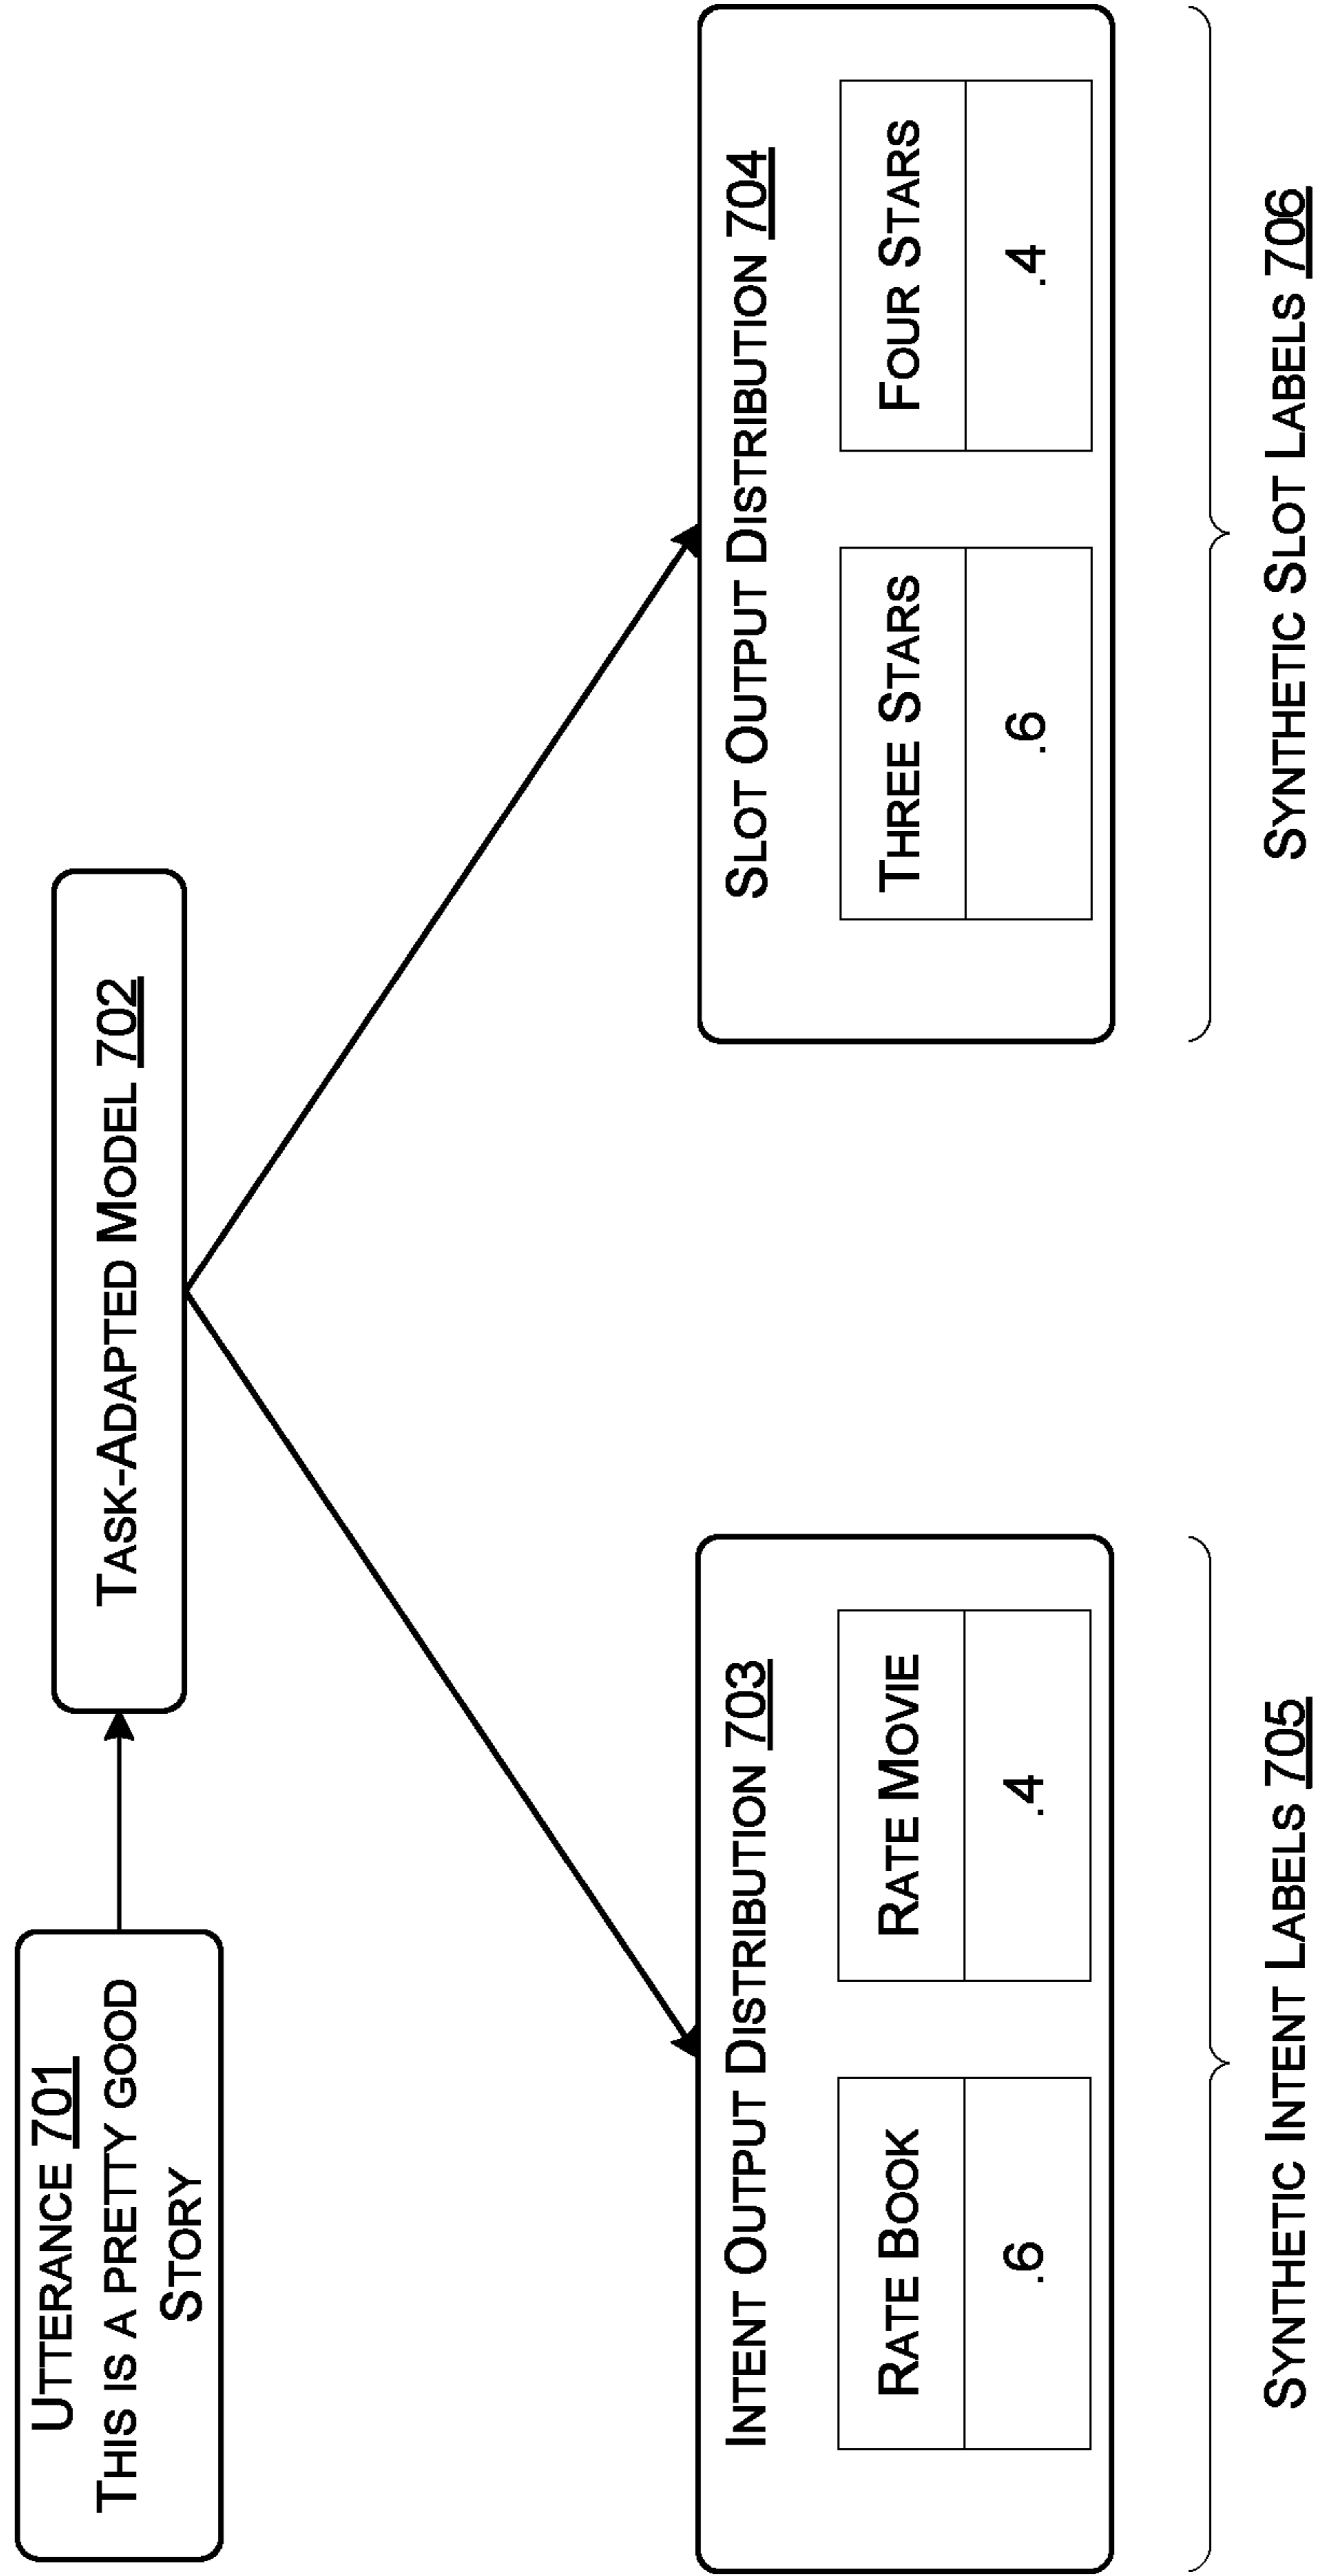 UTTERANCE 701
THIS IS A PRETTY GOOD
STORY
TASK-ADAPTED MODEL 702
INTENT OUTPUT DISTRIBUTION 703
RATE BOOK
.6
RATE MOVIE
.4
SYNTHETIC INTENT LABELS 705
SLOT OUTPUT DISTRIBUTION 704
THREE STARS
.6
FOUR STARS
.4
SYNTHETIC SLOT LABELS 706